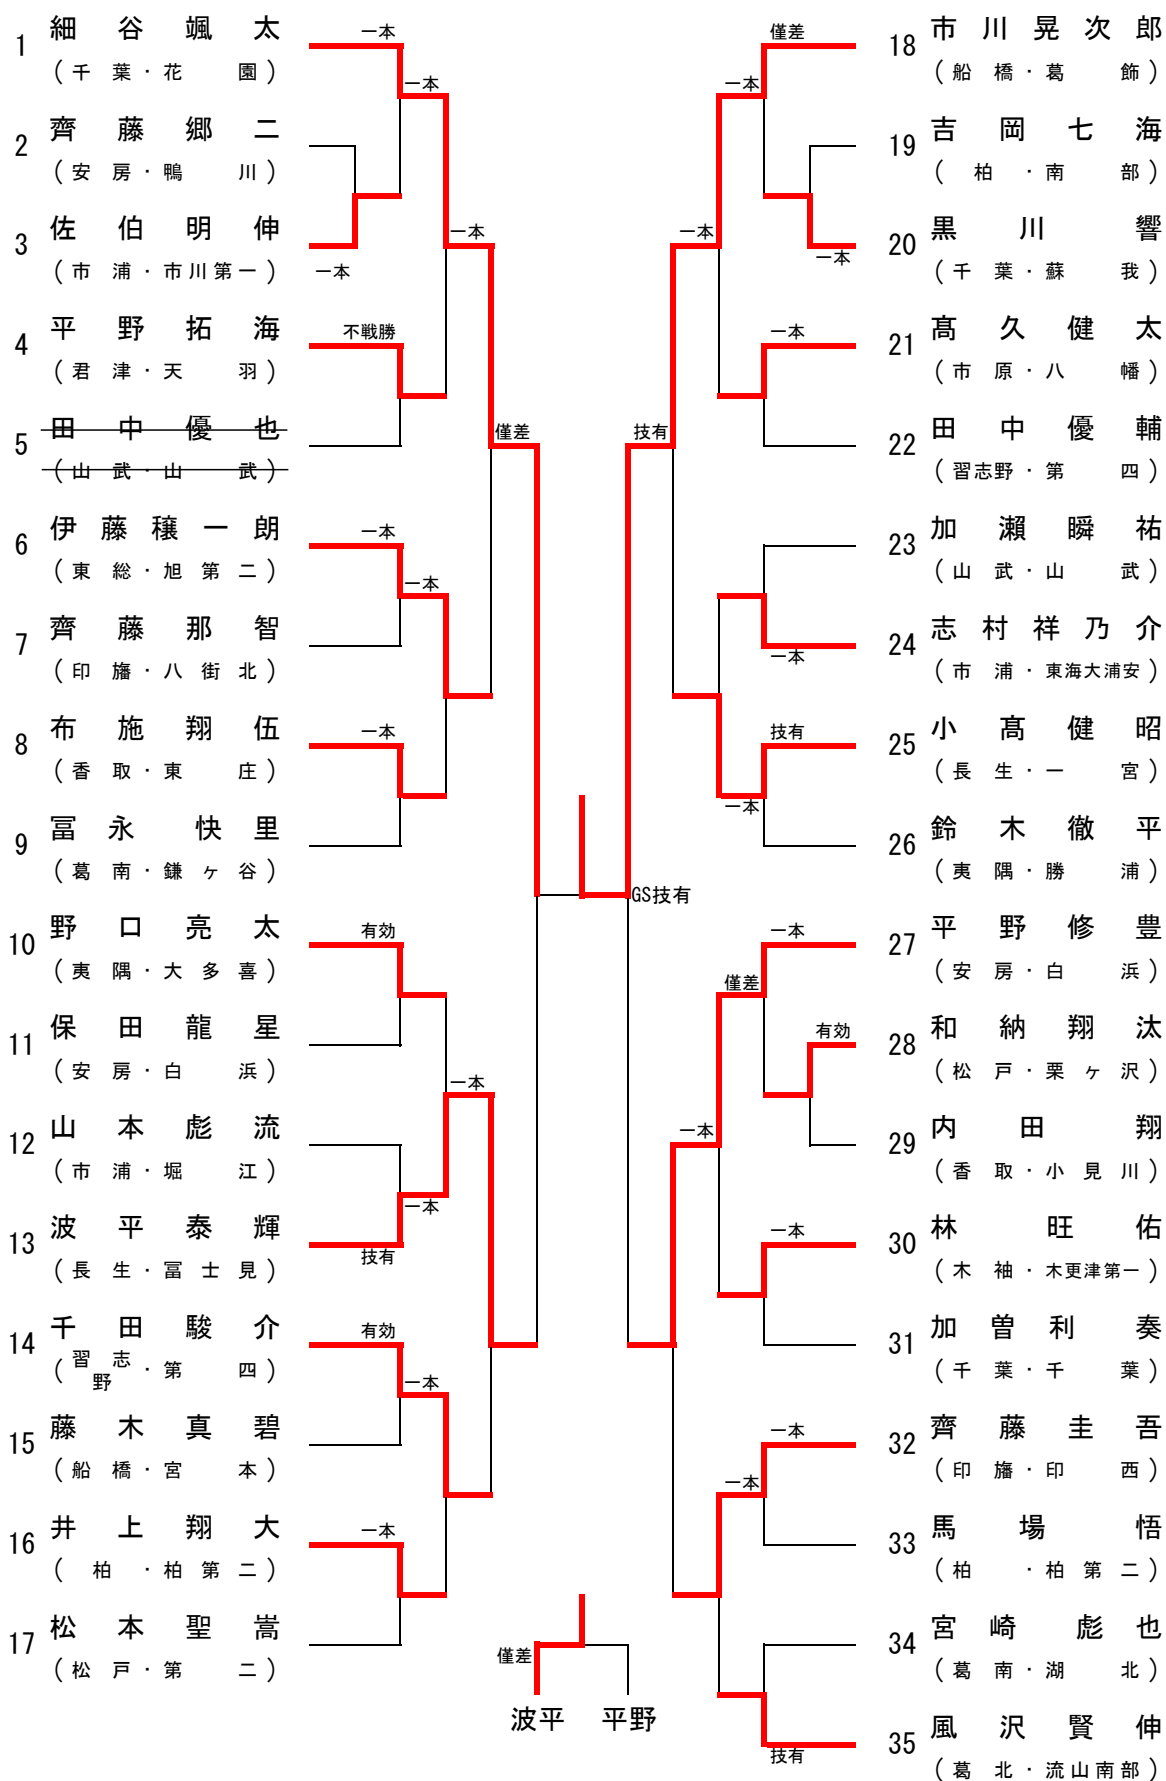 1 細谷颯太 一本
(千葉・花園)
一本
2 齊藤郷二
(安房・鴨川)
3 佐伯明伸
(市浦・市川第一) 一本
一本
4 平野拓海 不戦勝
(君津・天羽)
5 田中優也
(山武・山武)
僅差
6 伊藤穣一朗 一本
(東総・旭第二)
一本
7 齊藤那智
(印旛・八街北)
8 布施翔伍 一本
(香取・東庄)
9 冨永快里
(葛南・鎌ヶ谷)
10 野口亮太 有効
(夷隅・大多喜)
11 保田龍星
(安房・白浜)
一本
12 山本彪流
(市浦・堀江)
一本
13 波平泰輝 技有
(長生・冨士見)
14 千田駿介 有効
(習志野・第四)
一本
15 藤木真碧
(船橋・宮本)
16 井上翔大 一本
(柏・柏第二)
17 松本聖嵩
(松戸・第二)
GS技有
僅差
波平 平野
僅差 18 市川晃次郎
(船橋・葛飾)
一本
19 吉岡七海
(柏・南部)
一本
20 黒川響
一本 (千葉・蘇我)
一本 21 髙久健太
(市原・八幡)
技有
22 田中優輔
(習志野・第四)
23 加瀬瞬祐
(山武・山武)
24 志村祥乃介
一本 (市浦・東海大浦安)
技有 25 小髙健昭
(長生・一宮)
一本
26 鈴木徹平
(夷隅・勝浦)
一本 27 平野修豊
(安房・白浜)
僅差
有効 28 和納翔汰
(松戸・栗ヶ沢)
一本
29 内田翔
(香取・小見川)
一本 30 林旺佑
(木袖・木更津第一)
31 加曽利奏
(千葉・千葉)
一本 32 齊藤圭吾
(印旛・印西)
一本
33 馬場悟
(柏・柏第二)
34 宮崎彪也
(葛南・湖北)
35 風沢賢伸
技有 (葛北・流山南部)